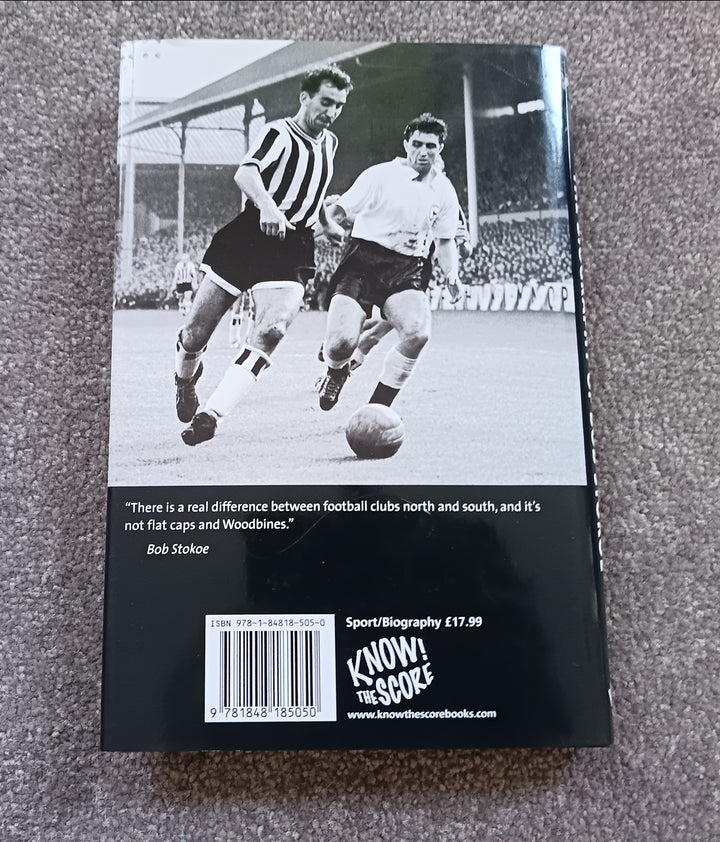 “There is a real difference between football clubs north and south, and it’s
not flat caps and Woodbines.”
Bob Stokoe
ISBN 978-1-84818-505-0
Sport/Biography £17.99
KNOW!
THE SCORE
9 781848 185050
www.knowthescorebooks.com